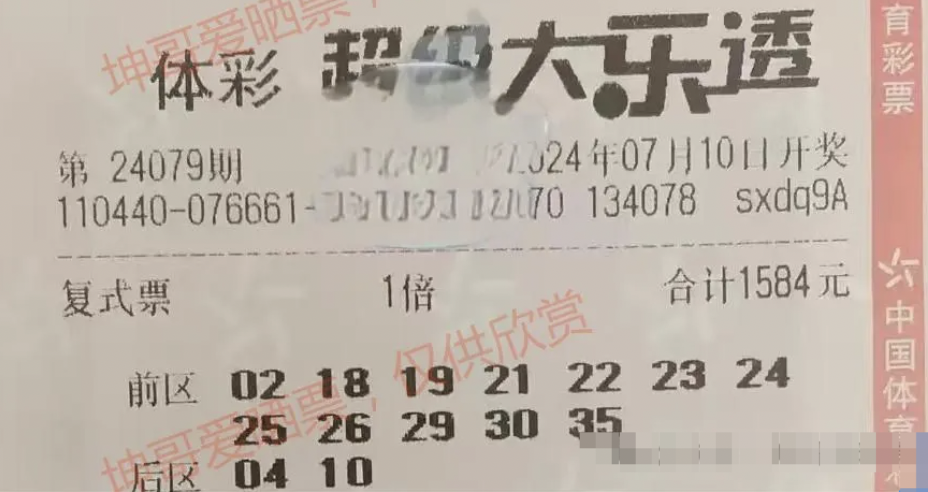 坤哥爱晒票,
体彩 超级大乐透
第 24079期 2024年07月10日开奖
110440-076661- 70 134078 sxdq9A
复式票 1倍 合计1584元
前区 02 18 19 21 22 23 24
25 26 29 30 35
后区 04 10
坤哥爱晒票,仅供欣赏
育彩票
中国体育